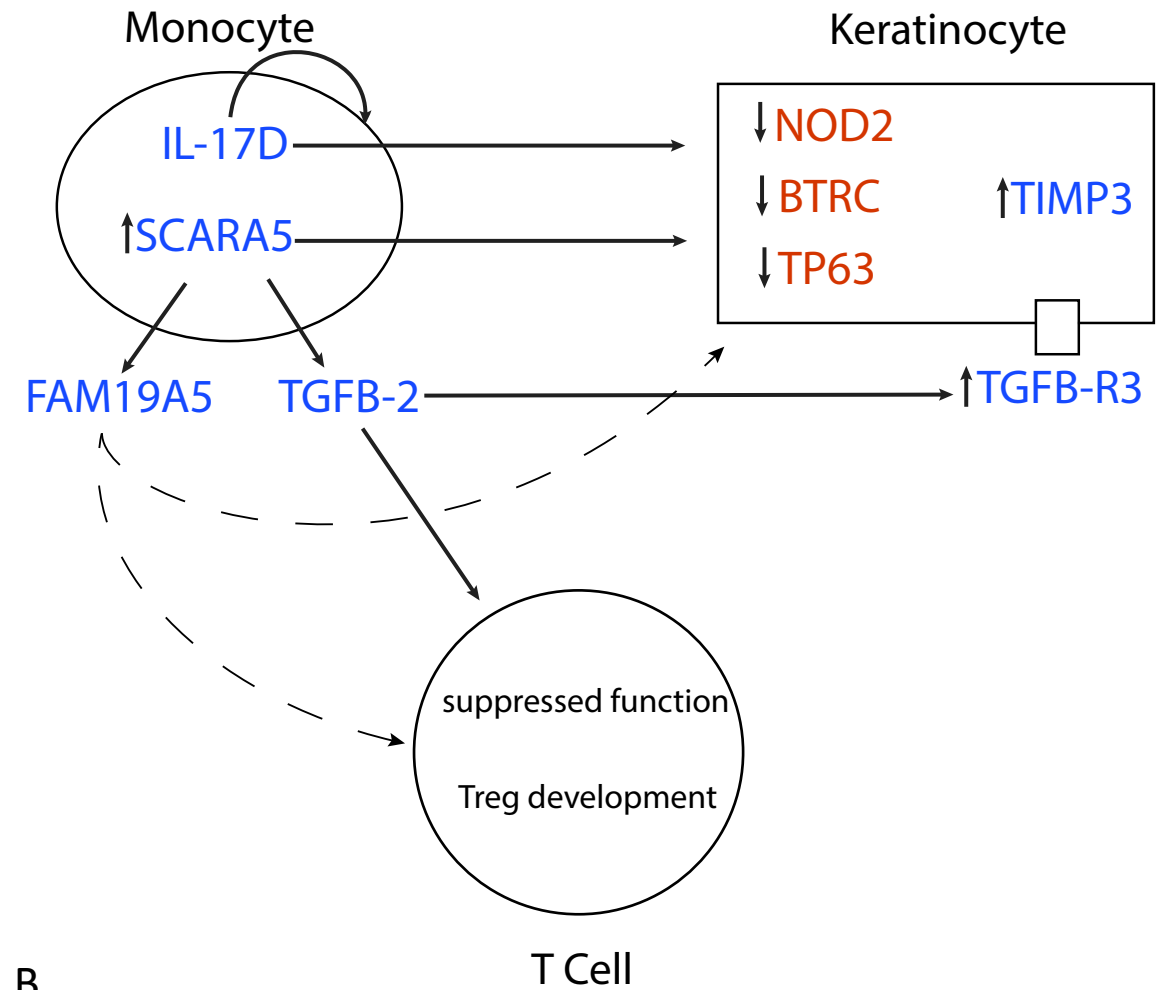 Monocyte
Keratinocyte
IL-17D
SCARA5
NOD2
BTRC
TP63
TIMP3
FAM19A5
TGFB-2
TGFB-R3
suppressed function
Treg development
T Cell
B